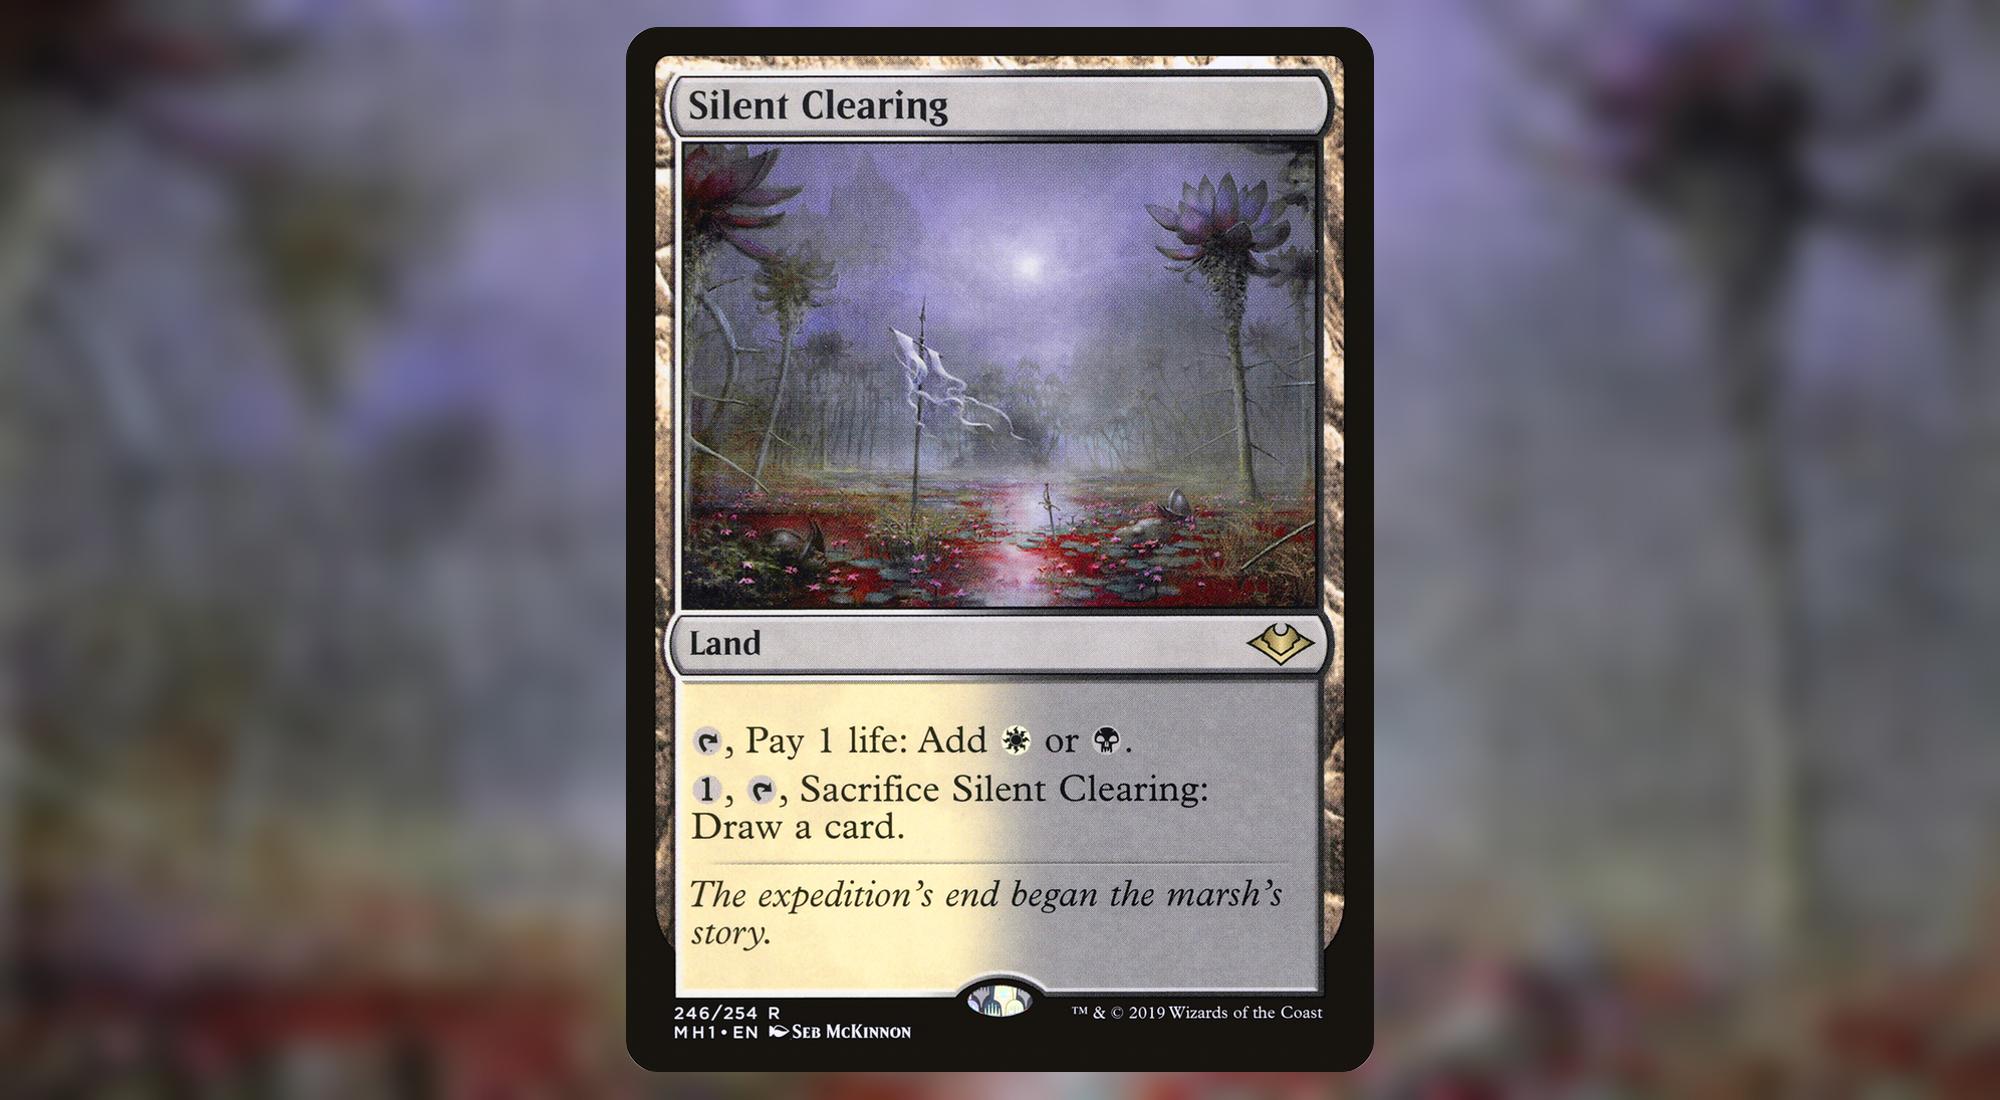 Silent Clearing
Land
, Pay 1 life: Add or .
1, , Sacrifice Silent Clearing:
Draw a card.
The expedition's end began the marsh's
story.
246/254 R
™ & © 2019 Wizards of the Coast
MH1 • EN Seb McKinnon